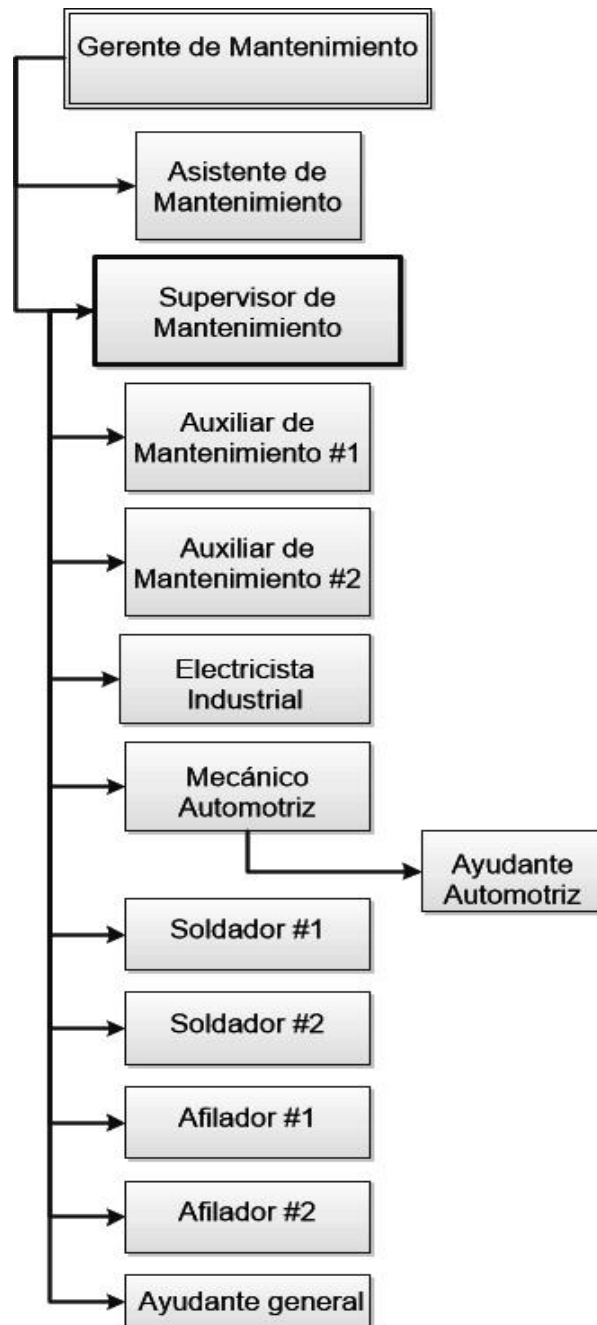 Gerente de Mantenimiento
Asistente de
Mantenimiento
Supervisor de
Mantenimiento
Auxiliar de
Mantenimiento #1
Auxiliar de
Mantenimiento #2
Electricista
Industrial
Mecánico
Automotriz
Ayudante
Automotriz
Soldador #1
Soldador #2
Afilador #1
Afilador #2
Ayudante general